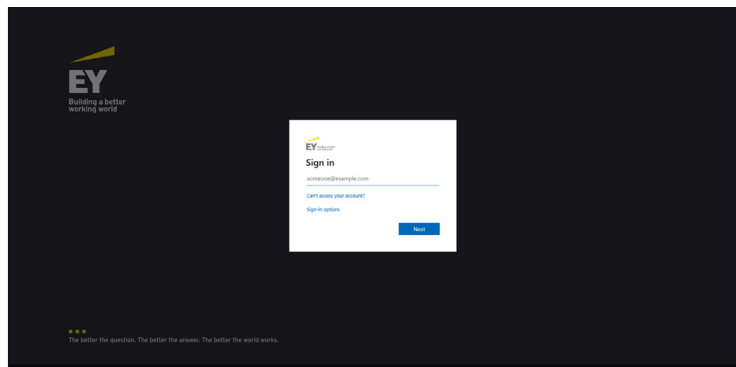 EY
Building a better
working world
EY
Sign in
someone@example.com
Can't access your account?
Sign-in options
Next
The better the question. The better the answer. The better the world works.